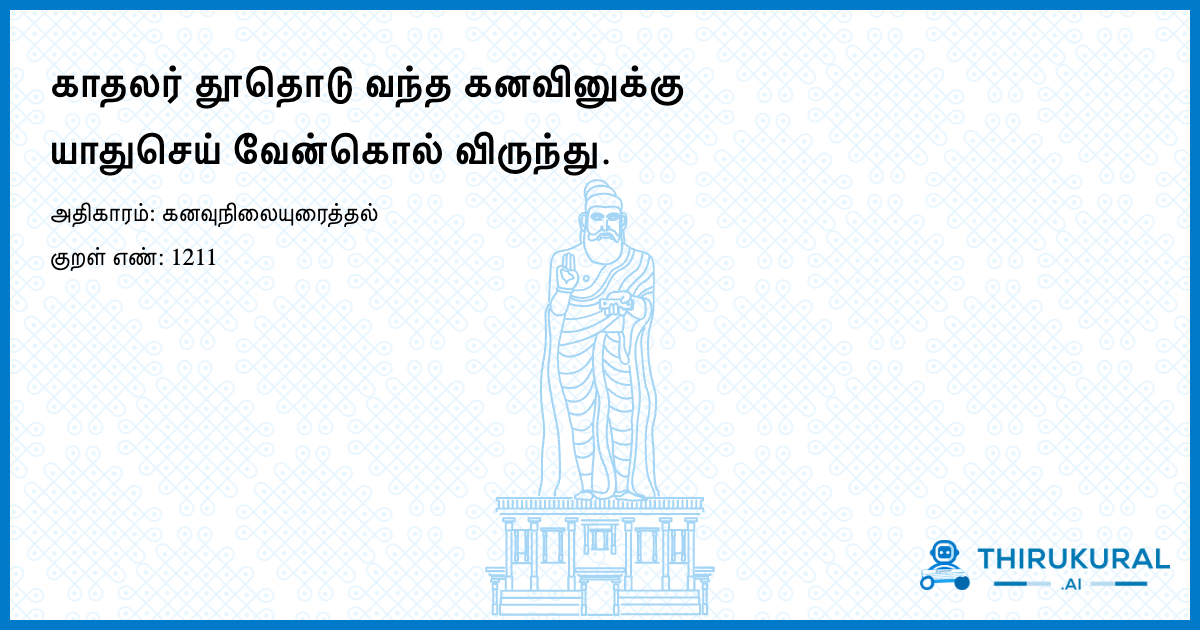 காதலர் தூதொடு வந்த கனவினுக்கு
யாதுசெய் வேன்கொல் விருந்து.
அதிகாரம்: கனவுநிலையுரைத்தல்
குறள் எண்: 1211
THIRUKURAL
.AI